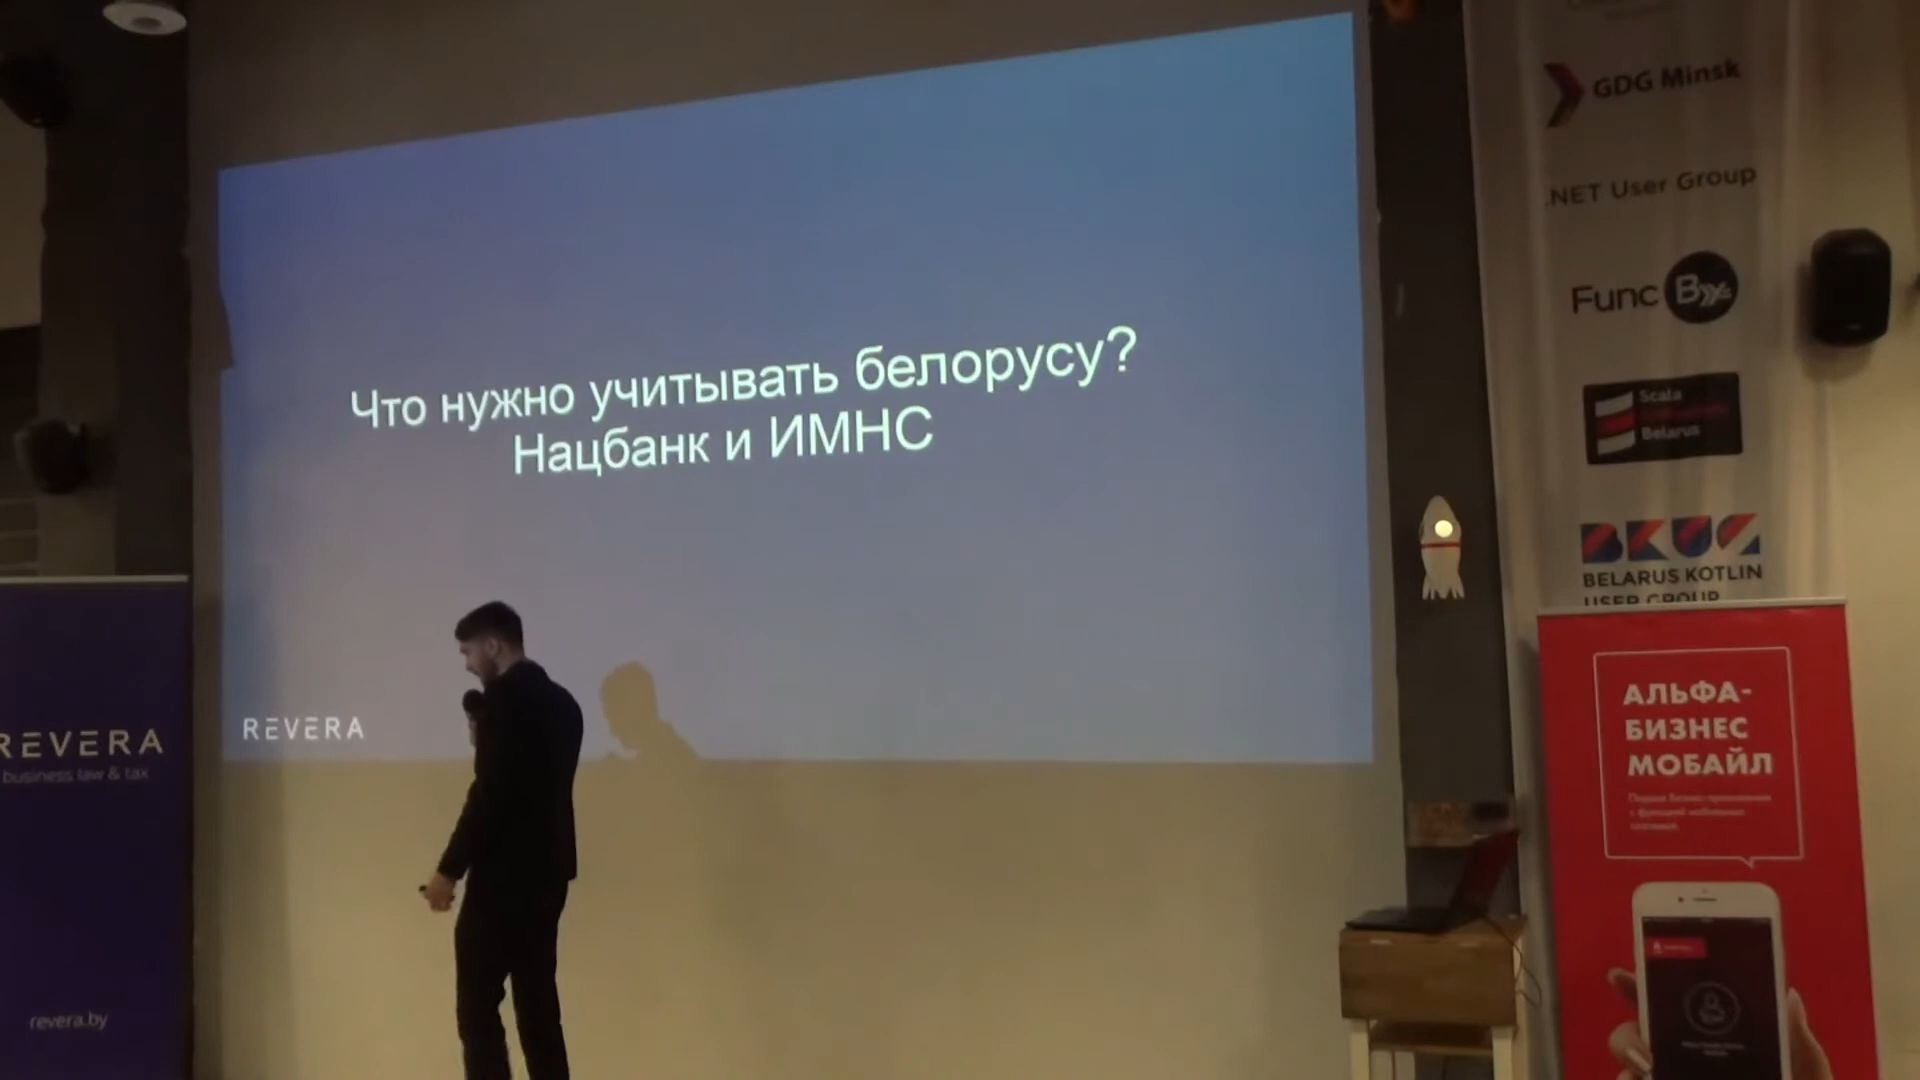 Что нужно учитывать белорусу?
Нацбанк и ИМНС
REVERA
REVERA
business law & tax
revera.by
GDG Minsk
.NET User Group
Func By
Scala
Belarus
BKUG
BELARUS KOTLIN
USER GROUP
АЛЬФА-
БИЗНЕС
МОБАЙЛ